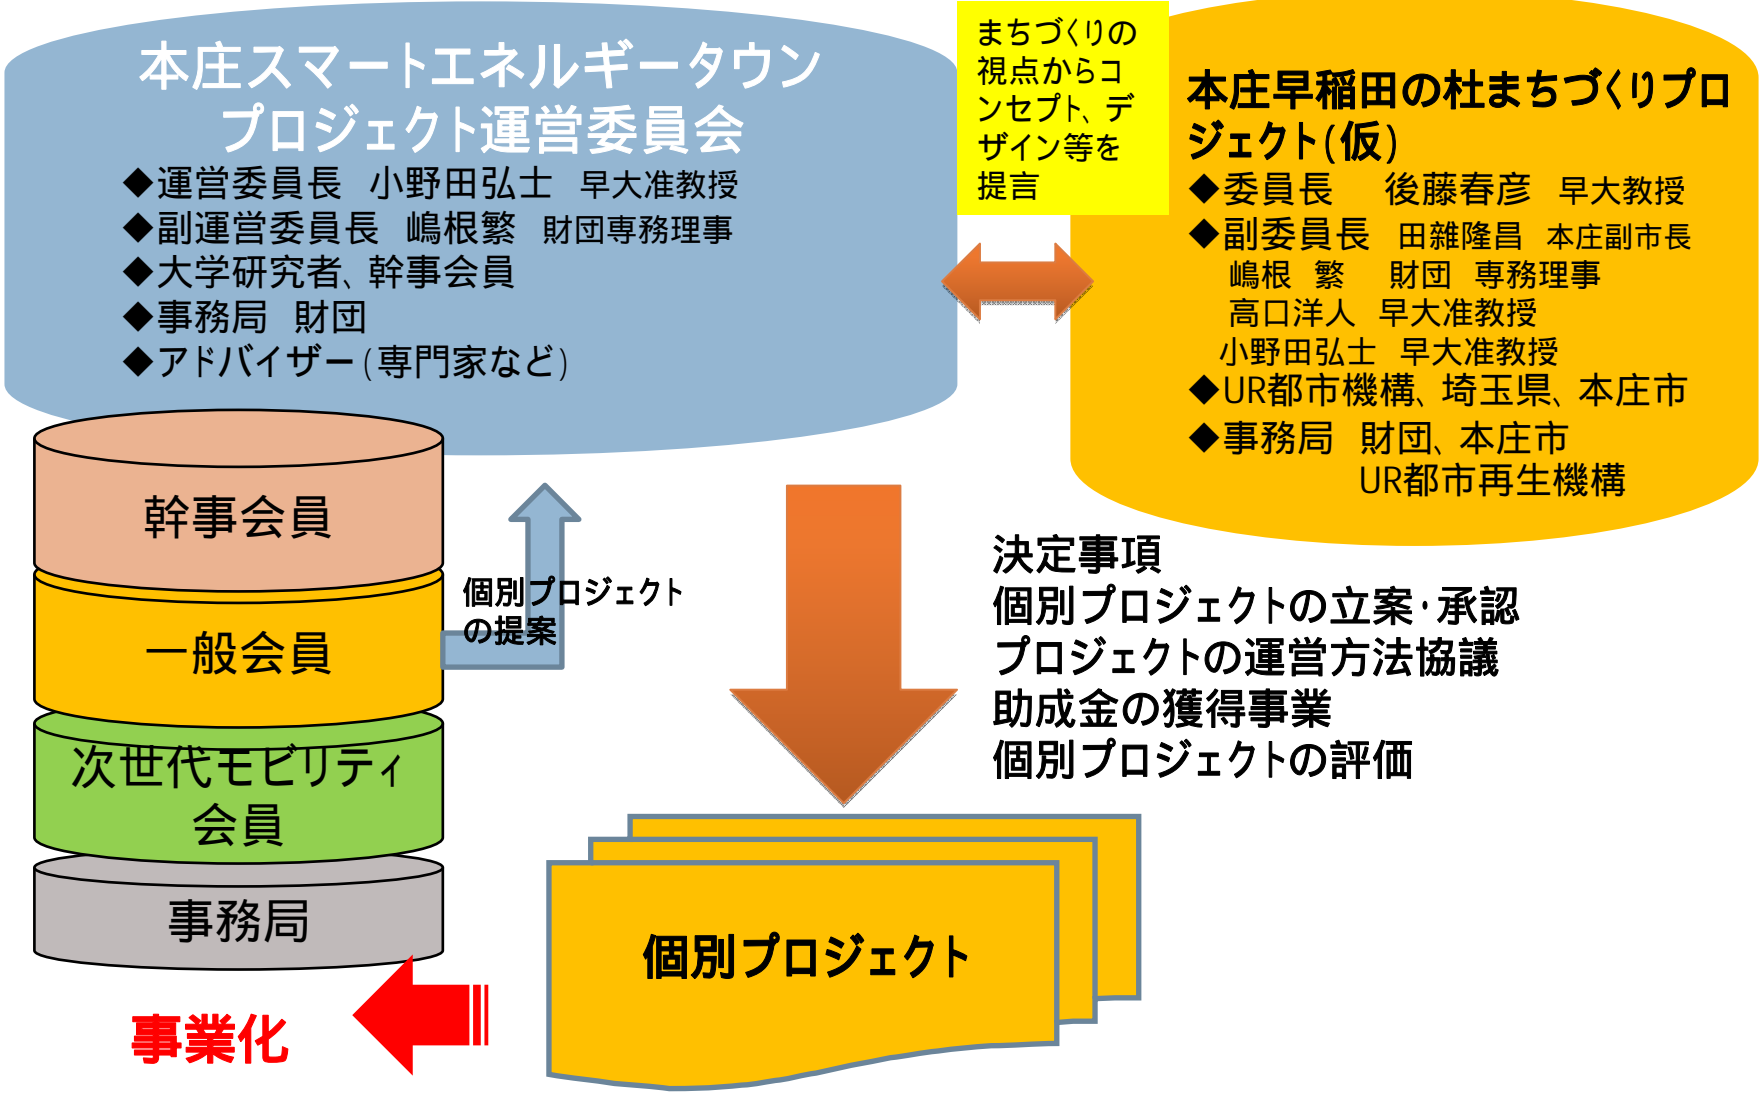 本庄スマートエネルギータウン
プロジェクト運営委員会
◆運営委員長　小野田弘士　早大准教授
◆副運営委員長　嶋根繁　財団専務理事
◆大学研究者、幹事会員
◆事務局　財団
◆アドバイザー(専門家など)
まちづくりの
視点からコ
ンセプト、デ
ザイン等を
提言
本庄早稲田の杜まちづくりプロ
ジェクト(仮)
◆委員長　　後藤春彦　早大教授
◆副委員長　田雑隆昌　本庄副市長
嶋根　繁　　財団　専務理事
高口洋人　早大准教授
小野田弘士　早大准教授
◆UR都市機構、埼玉県、本庄市
◆事務局　財団、本庄市
UR都市再生機構
幹事会員
一般会員
次世代モビリティ
会員
事務局
個別プロジェクト
の提案
決定事項
個別プロジェクトの立案・承認
プロジェクトの運営方法協議
助成金の獲得事業
個別プロジェクトの評価
個別プロジェクト
事業化